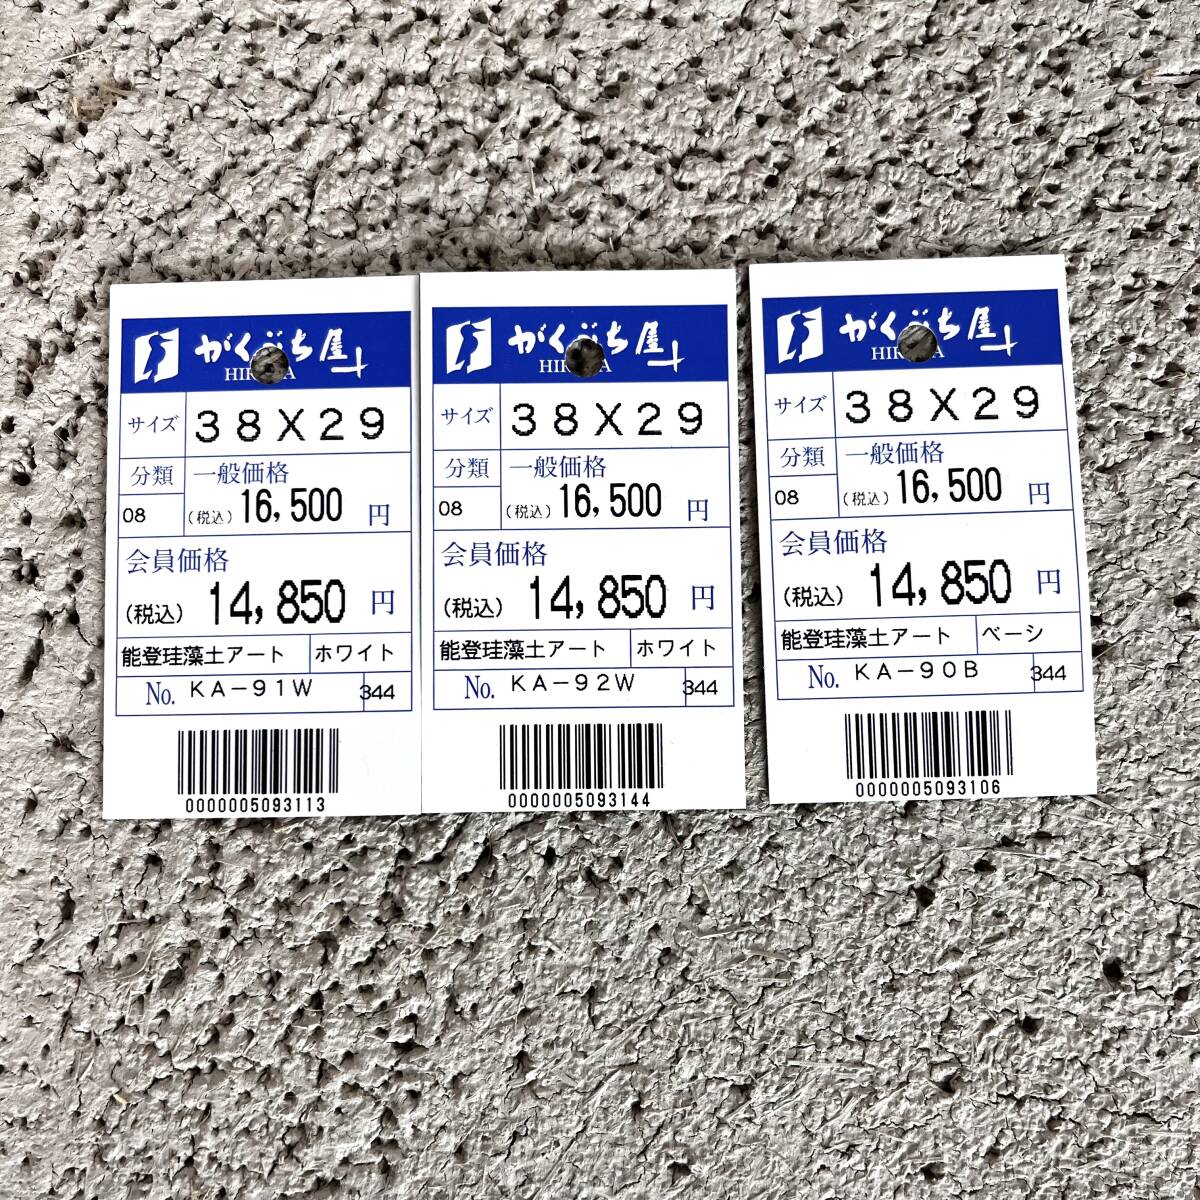 がくぶち屋
サイズ 38X29
分類 一般価格
08 (税込) 16,500 円
会員価格
(税込) 14,850 円
能登珪藻土アート ホワイト
No. KA-91W 344
0000005093113
がくぶち屋
サイズ 38X29
分類 一般価格
08 (税込) 16,500 円
会員価格
(税込) 14,850 円
能登珪藻土アート ホワイト
No. KA-92W 344
0000005093144
がくぶち屋
サイズ 38X29
分類 一般価格
08 (税込) 16,500 円
会員価格
(税込) 14,850 円
能登珪藻土アート ベーシ
No. KA-90B 344
0000005093106